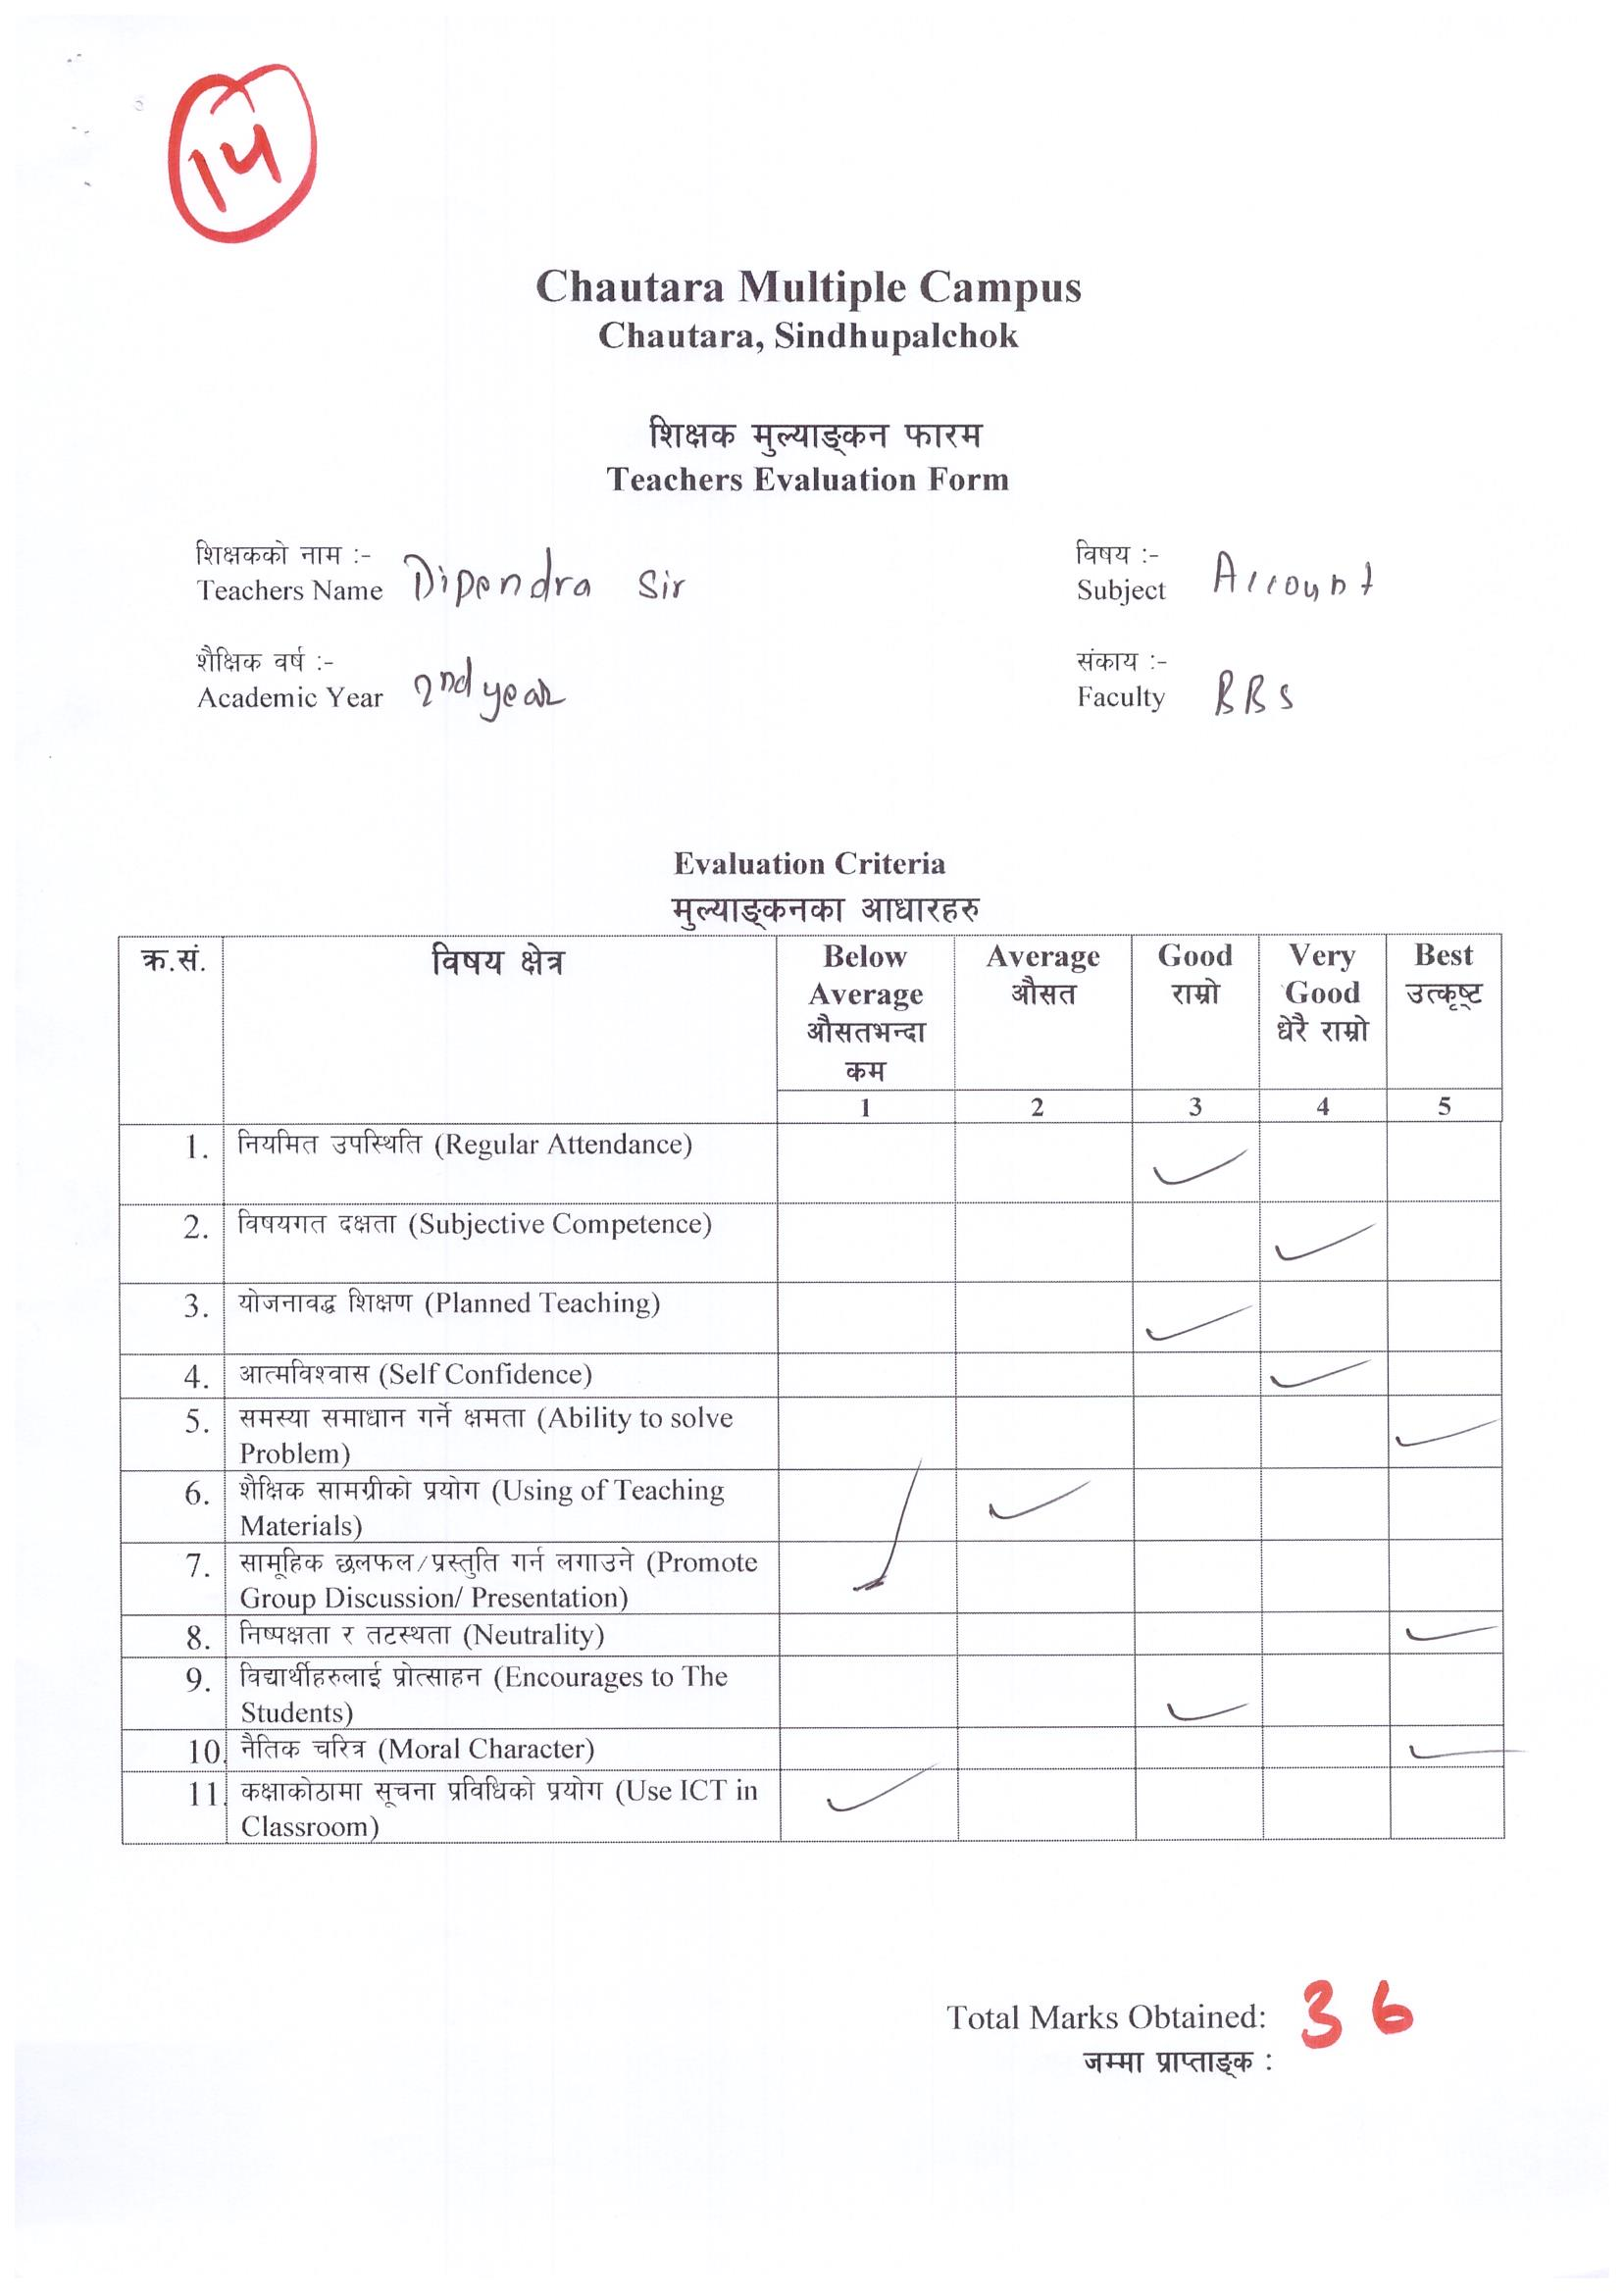 १५
Chautara Multiple Campus
Chautara, Sindhupalchok
शिक्षक मुल्याङ्कन फारम
Teachers Evaluation Form
शिक्षकको नाम :- विषय :-
Teachers Name Dipendra Sir Subject Account
शैक्षिक वर्ष :- संकाय :-
Academic Year 2nd year Faculty BBS
Evaluation Criteria
मुल्याङ्कनका आधारहरु
क्र.सं. विषय क्षेत्र Below Average Good Very Best
Average औसत राम्रो Good उत्कृष्ट
औसतभन्दा धेरै राम्रो
कम
1 2 3 4 5
1. नियमित उपस्थिति (Regular Attendance) ✓
2. विषयगत दक्षता (Subjective Competence) ✓
3. योजनावद्ध शिक्षण (Planned Teaching) ✓
4. आत्मविश्वास (Self Confidence) ✓
5. समस्या समाधान गर्ने क्षमता (Ability to solve ✓
Problem)
6. शैक्षिक सामग्रीको प्रयोग (Using of Teaching ✓
Materials)
7. सामूहिक छलफल/प्रस्तुति गर्न लगाउने (Promote ✓
Group Discussion/ Presentation)
8. निष्पक्षता र तटस्थता (Neutrality) ✓
9. विद्यार्थीहरुलाई प्रोत्साहन (Encourages to The ✓
Students)
10. नैतिक चरित्र (Moral Character) ✓
11. कक्षाकोठामा सूचना प्रविधिको प्रयोग (Use ICT in ✓
Classroom)
Total Marks Obtained: 36
जम्मा प्राप्ताङ्क :